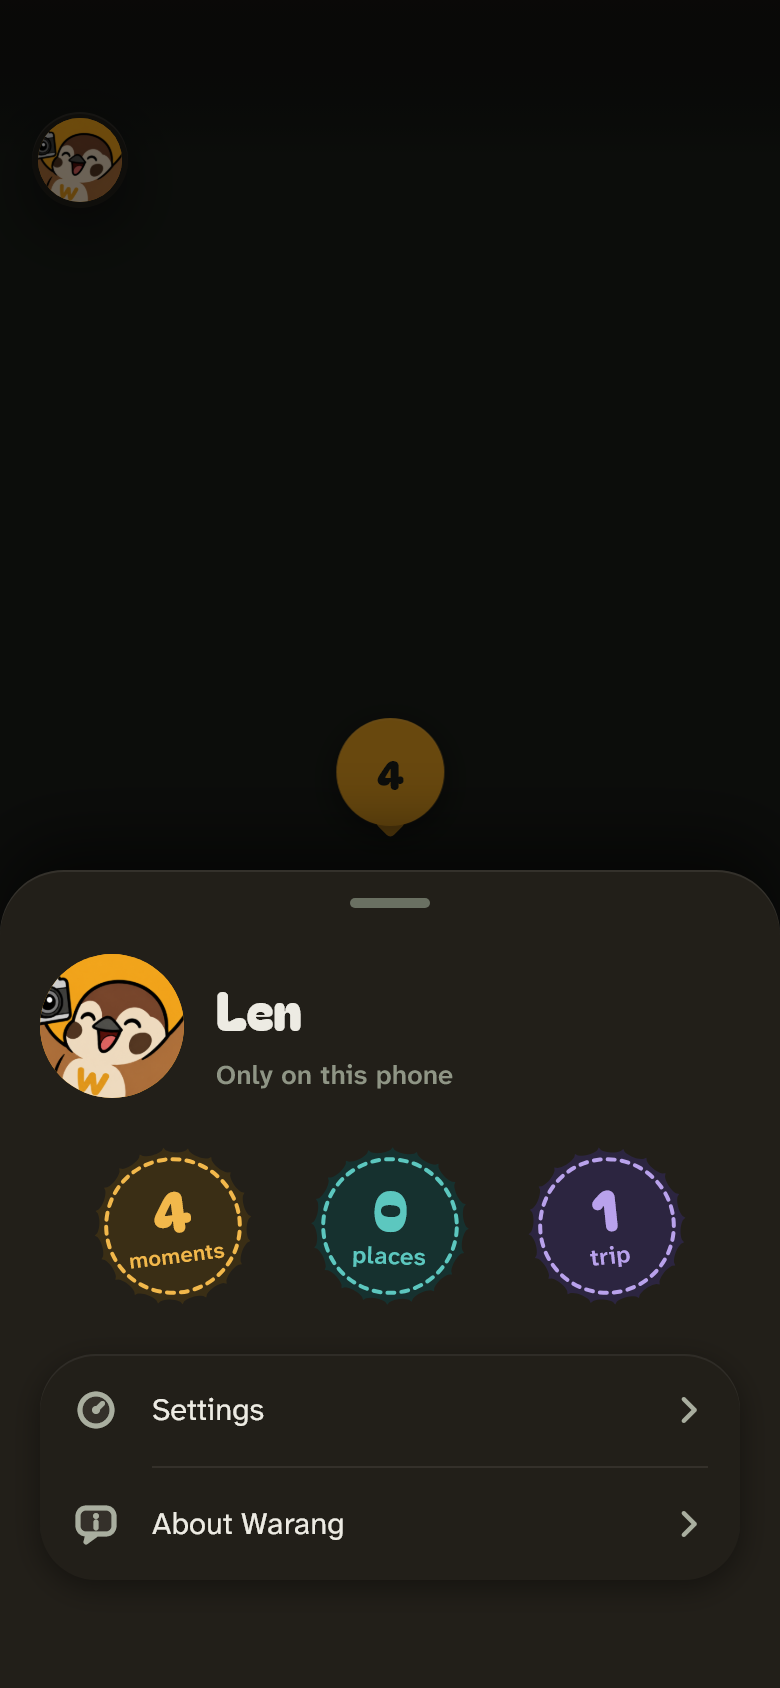 W
4
Len
Only on this phone
W
4
moments
0
places
1
trip
Settings
About Warang